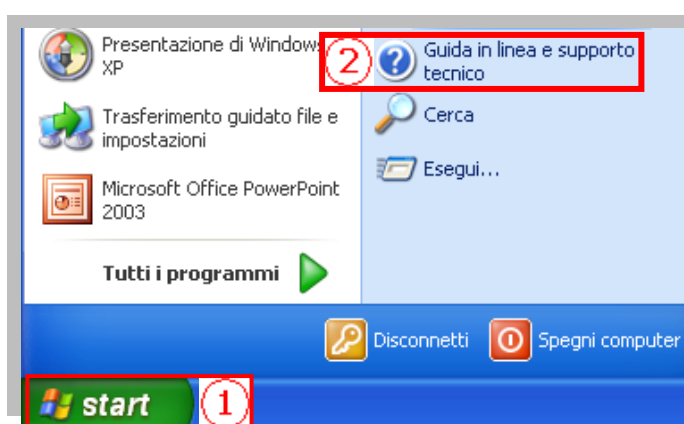 Presentazione di Windows
XP
Trasferimento guidato file e
impostazioni
Microsoft Office PowerPoint
2003
Tutti i programmi
2
Guida in linea e supporto
tecnico
Cerca
Esegui...
Disconnetti
Spegni computer
start
1